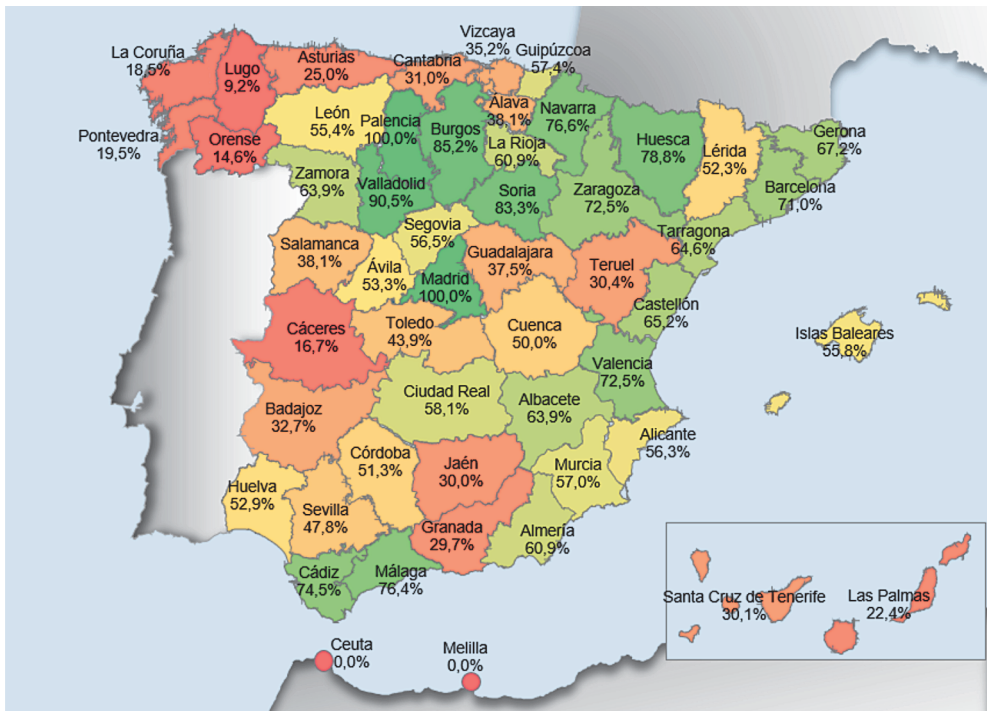 La Coruña
18,5%
Lugo
9,2%
Asturias
25,0%
Cantabria
31,0%
Vizcaya
35,2%
Guipúzcoa
57,4%
Pontevedra
19,5%
Orense
14,6%
León
55,4%
Palencia
100,0%
Burgos
85,2%
Álava
38,1%
Navarra
76,6%
La Rioja
60,9%
Huesca
78,8%
Lérida
52,3%
Gerona
67,2%
Barcelona
71,0%
Zamora
63,9%
Valladolid
90,5%
Soria
83,3%
Zaragoza
72,5%
Tarragona
64,6%
Salamanca
38,1%
Ávila
53,3%
Segovia
56,5%
Madrid
100,0%
Guadalajara
37,5%
Teruel
30,4%
Castellón
65,2%
Cáceres
16,7%
Toledo
43,9%
Cuenca
50,0%
Valencia
72,5%
Islas Baleares
55,8%
Badajoz
32,7%
Ciudad Real
58,1%
Albacete
63,9%
Alicante
56,3%
Huelva
52,9%
Sevilla
47,8%
Córdoba
51,3%
Jaén
30,0%
Murcia
57,0%
Granada
29,7%
Almería
60,9%
Cádiz
74,5%
Málaga
76,4%
Santa Cruz de Tenerife
30,1%
Las Palmas
22,4%
Ceuta
0,0%
Melilla
0,0%